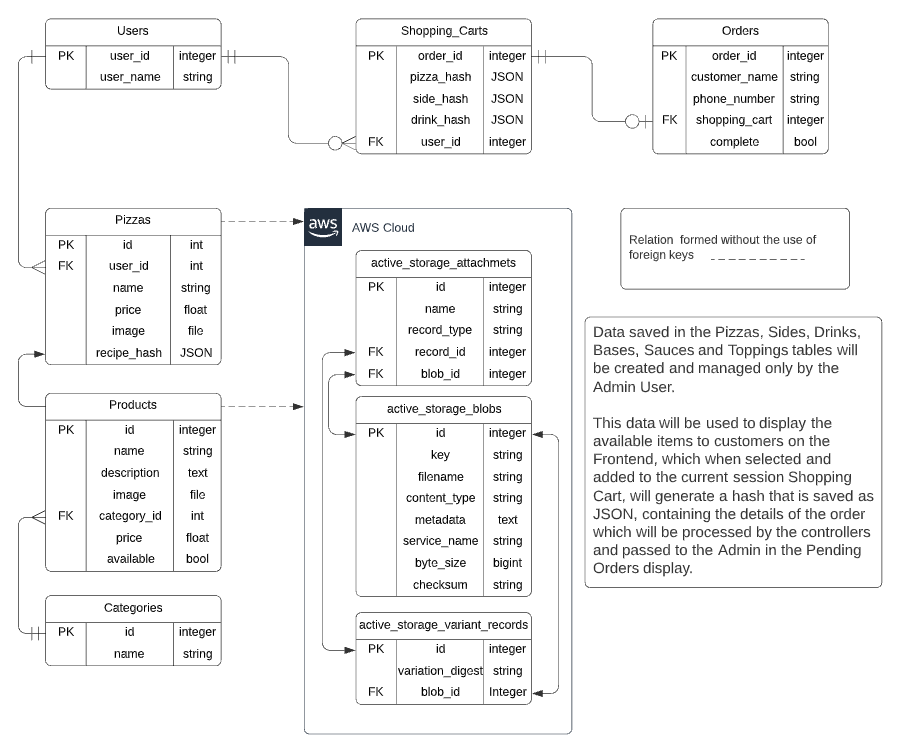 Users
PK user_id integer
user_name string
Shopping_Carts
PK order_id integer
pizza_hash JSON
side_hash JSON
drink_hash JSON
FK user_id integer
Orders
PK order_id integer
customer_name string
phone_number string
FK shopping_cart integer
complete bool
Pizzas
PK id int
FK user_id int
name string
price float
image file
recipe_hash JSON
Products
PK id int
name string
description text
image file
FK category_id int
price float
available bool
Categories
PK id integer
name string
aws AWS Cloud
active_storage_attachmets
PK id integer
name string
record_type string
FK record_id integer
FK blob_id integer
active_storage_blobs
PK id integer
key string
filename string
content_type string
metadata text
service_name string
byte_size bigint
checksum string
active_storage_variant_records
PK id integer
variation_digest string
FK blob_id Integer
Relation formed without the use of
foreign keys
Data saved in the Pizzas, Sides, Drinks,
Bases, Sauces and Toppings tables will
be created and managed only by the
Admin User.
This data will be used to display the
available items to customers on the
Frontend, which when selected and
added to the current session Shopping
Cart, will generate a hash that is saved as
JSON, containing the details of the order
which will be processed by the controllers
and passed to the Admin in the Pending
Orders display.